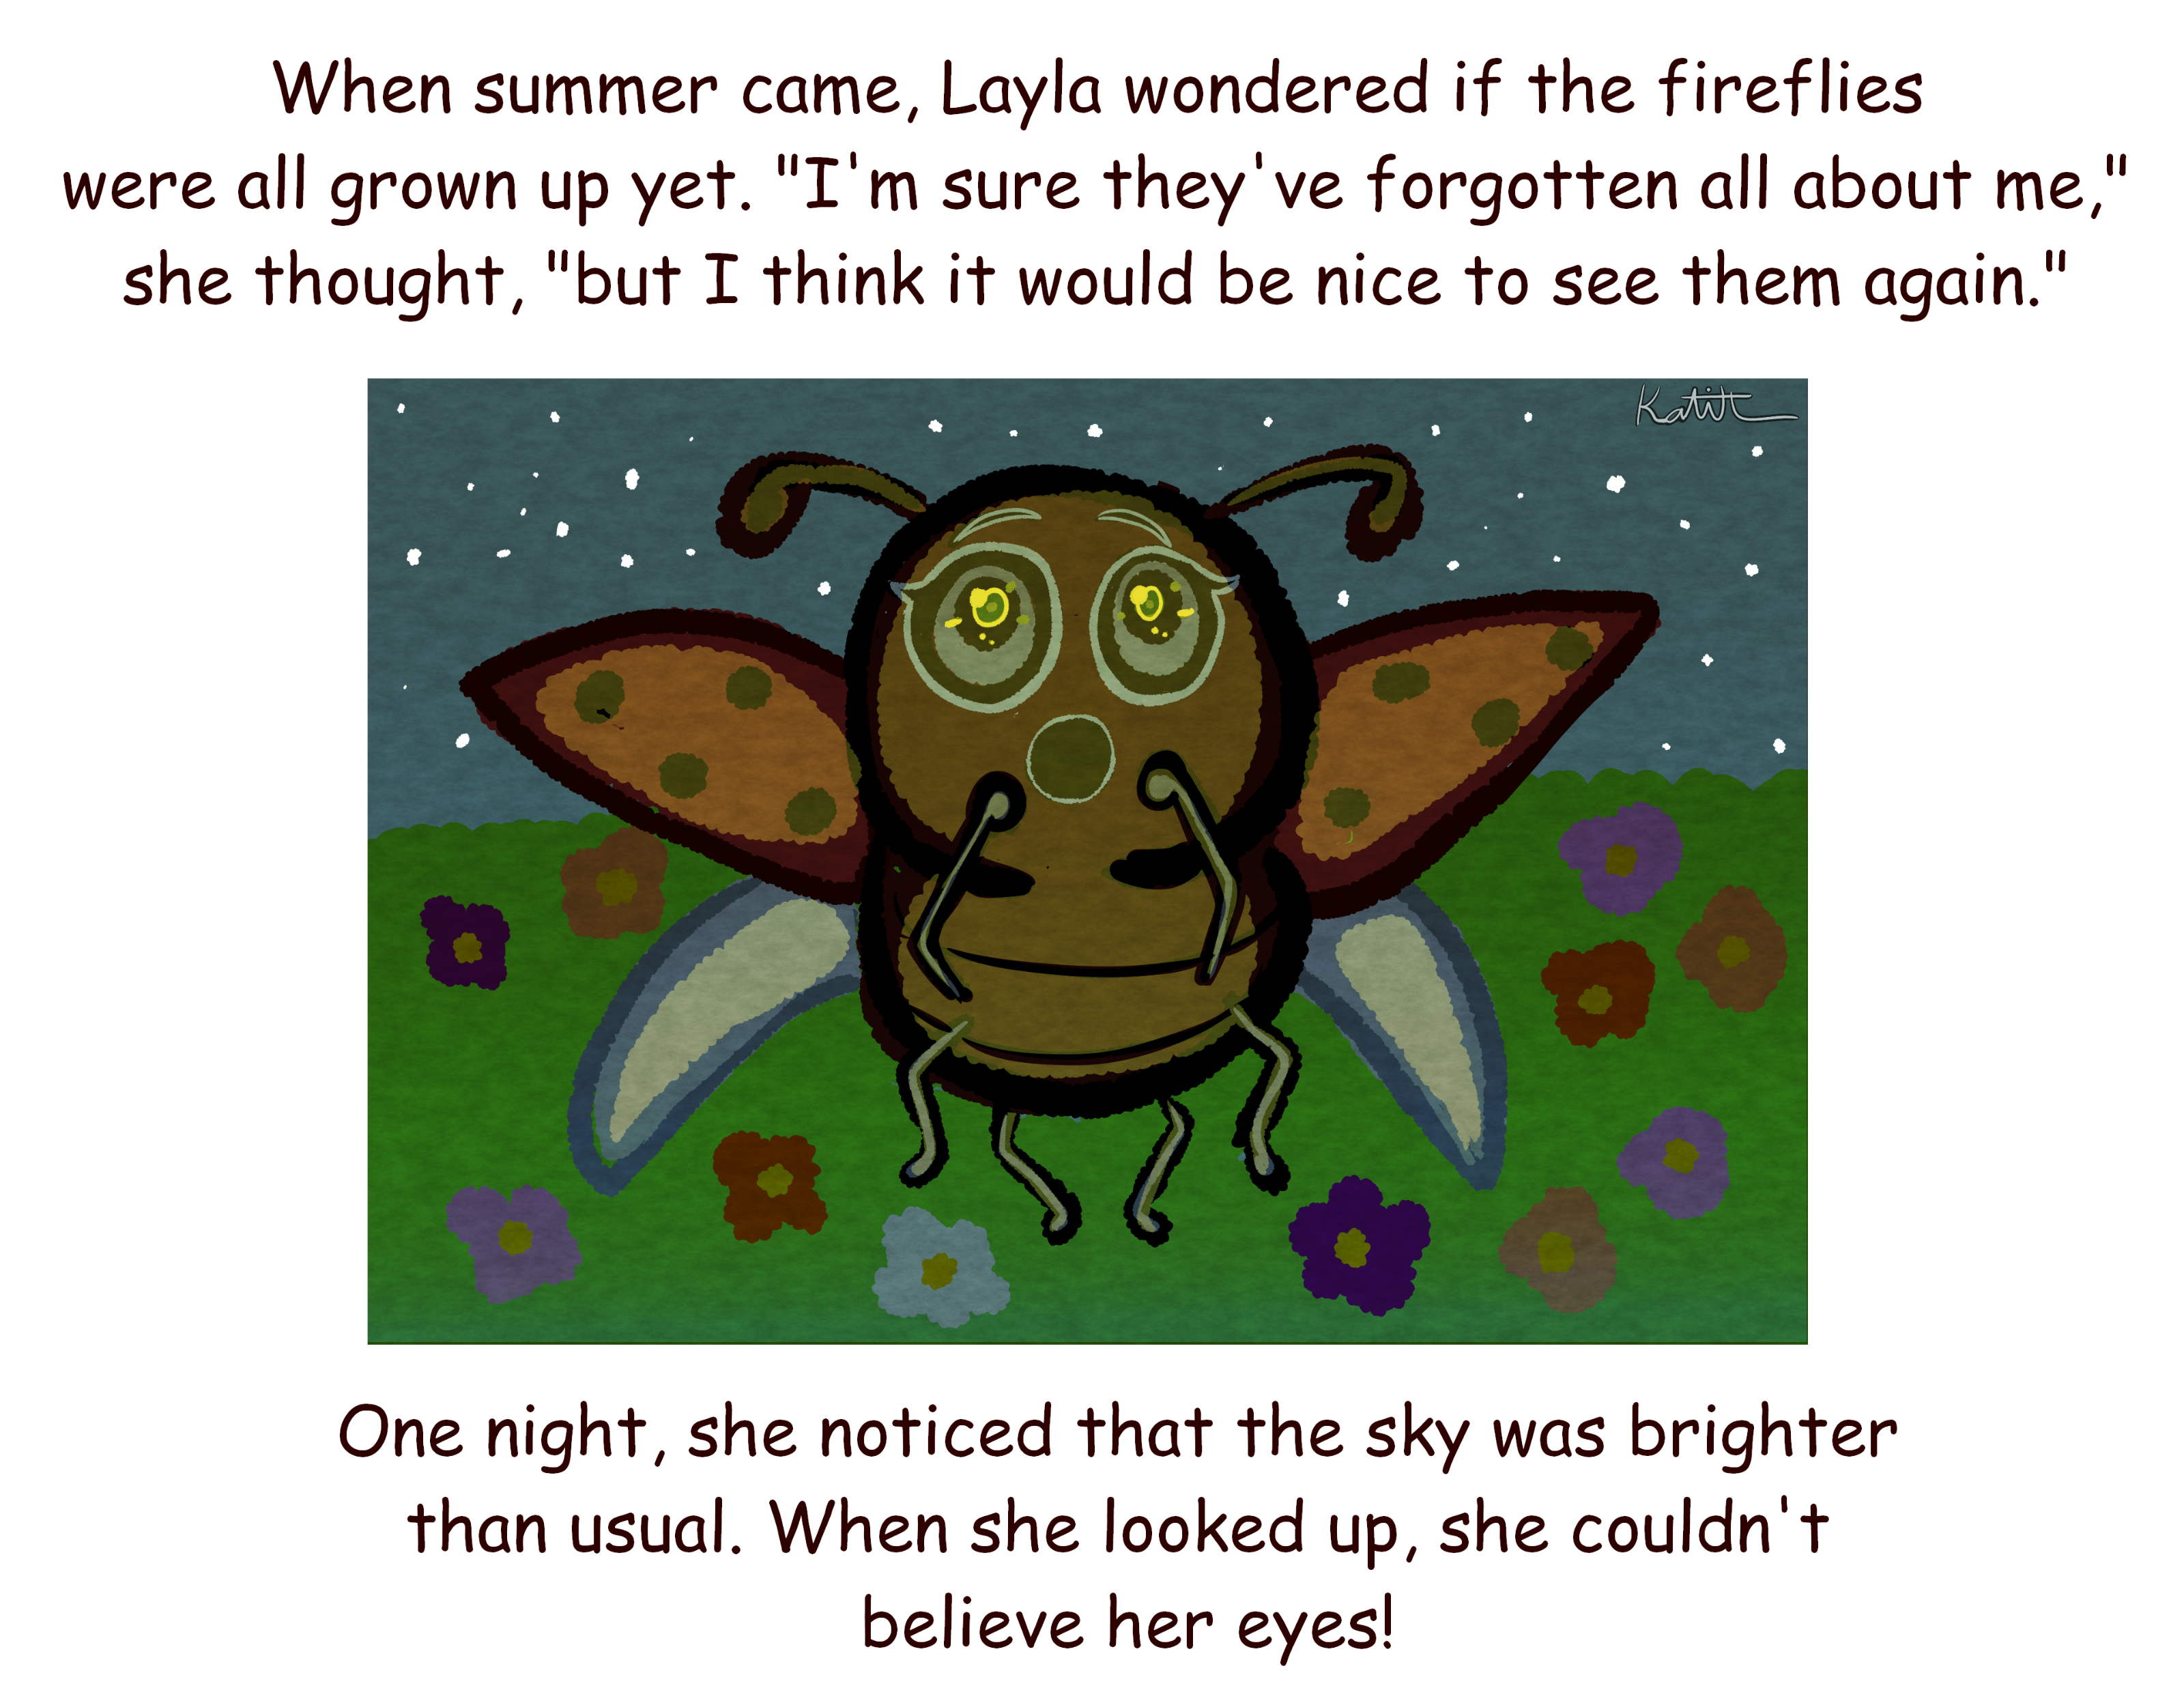 When summer came, Layla wondered if the fireflies
were all grown up yet. "I'm sure they've forgotten all about me,"
she thought, "but I think it would be nice to see them again."
One night, she noticed that the sky was brighter
than usual. When she looked up, she couldn't
believe her eyes!